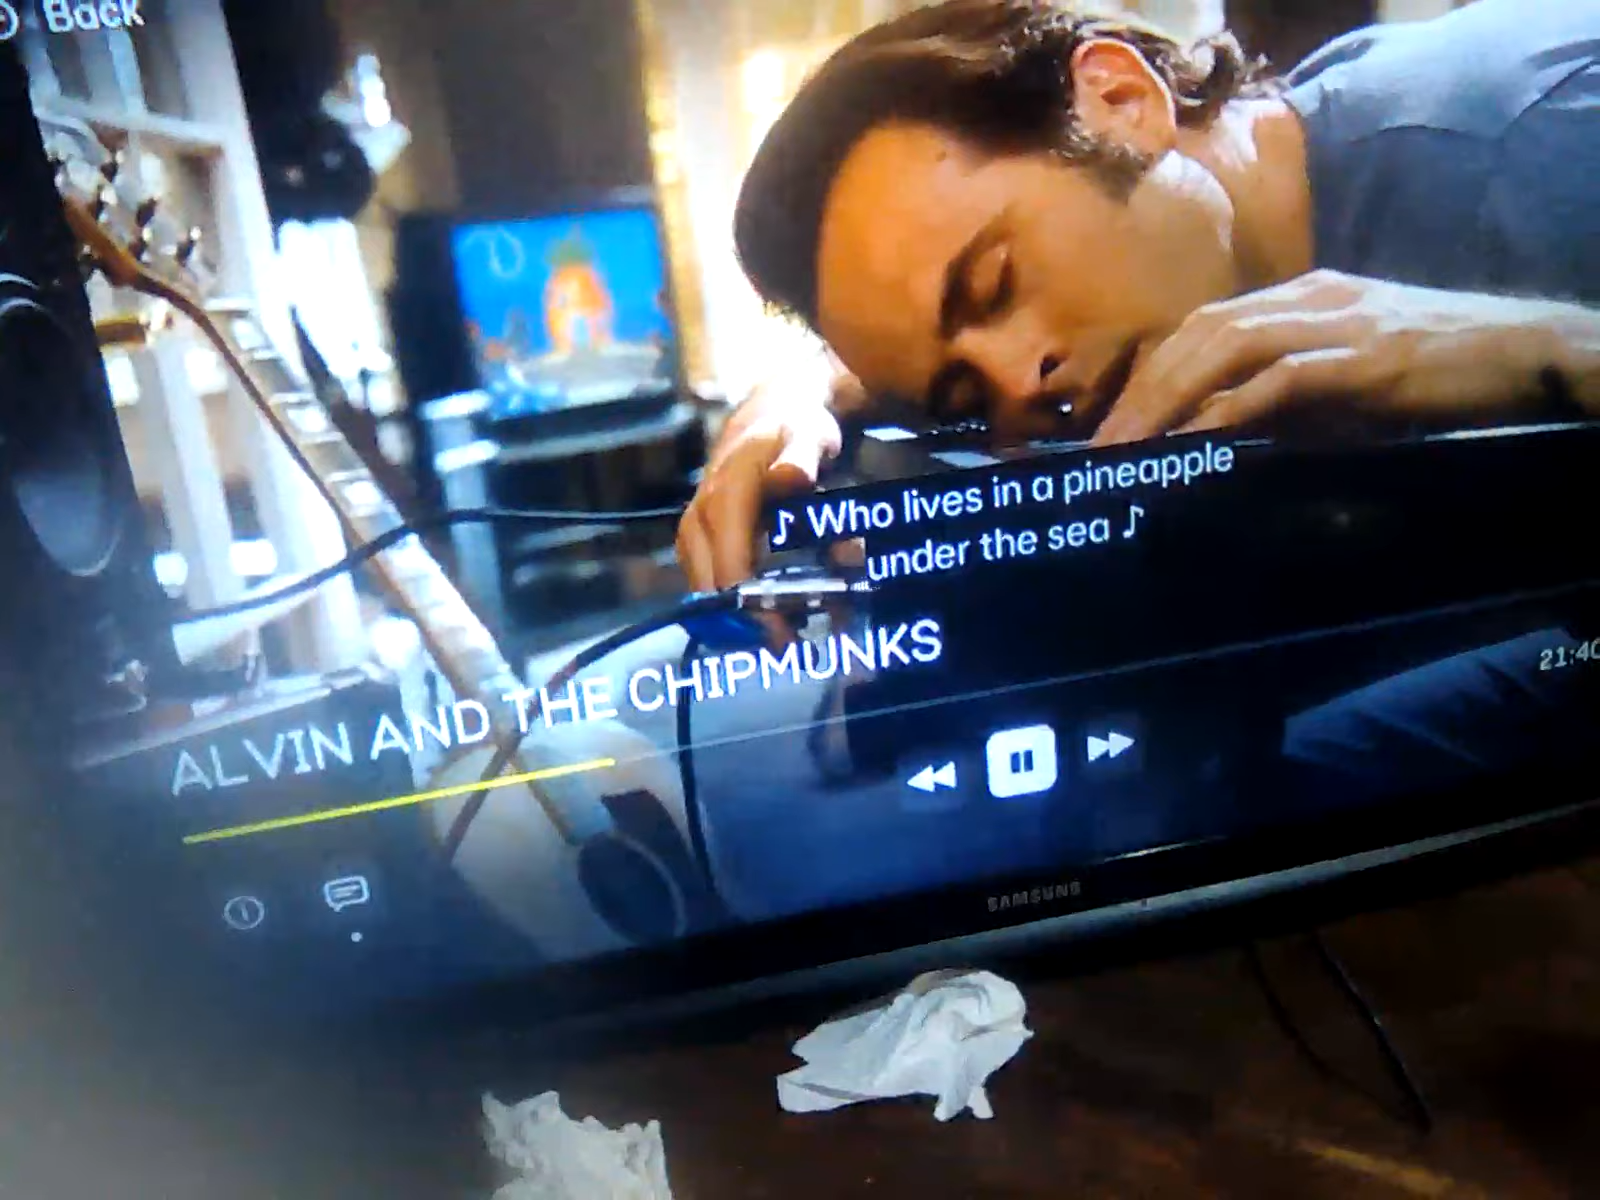 Back
♪ Who lives in a pineapple
under the sea ♪
ALVIN AND THE CHIPMUNKS
21:40
SAMSUNG